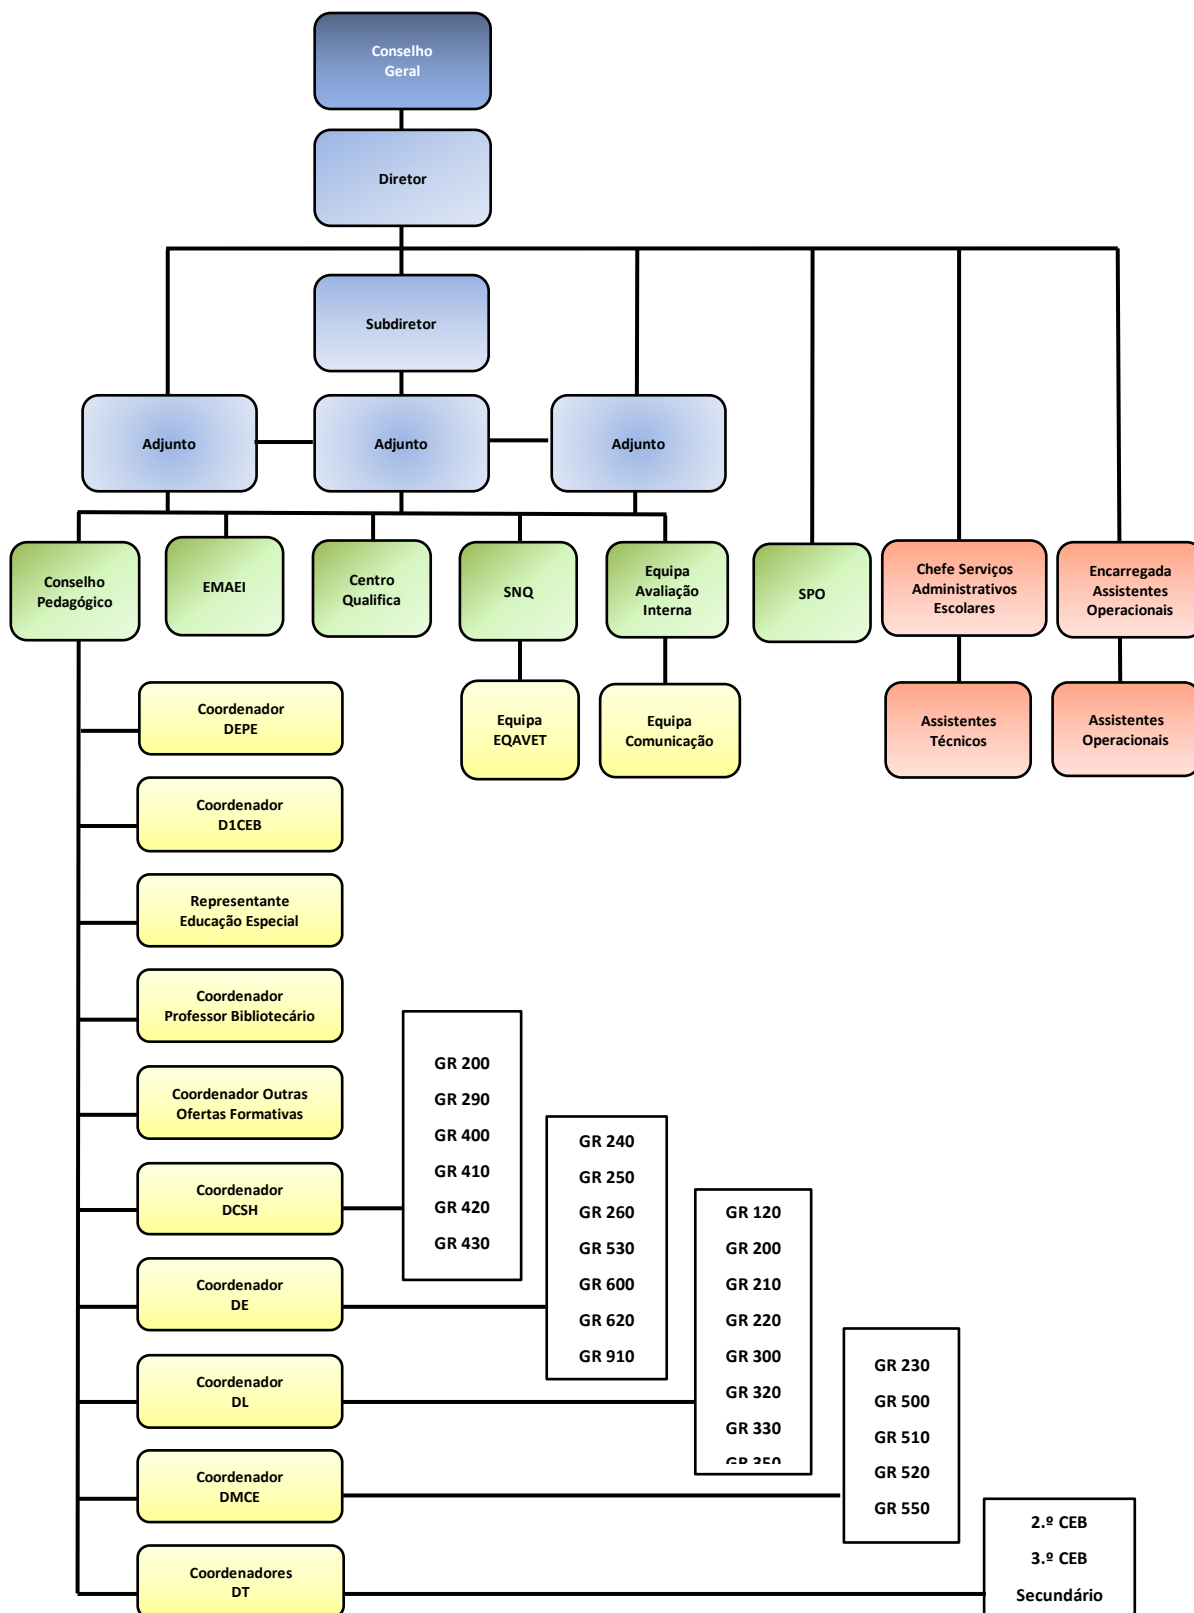 Conselho
Geral
Diretor
Subdiretor
Adjunto
Adjunto
Adjunto
Conselho
Pedagógico
EMAEI
Centro
Qualifica
SNQ
Equipa
Avaliação
Interna
SPO
Chefe Serviços
Administrativos
Escolares
Encarregada
Assistentes
Operacionais
Equipa
EQAVET
Equipa
Comunicação
Assistentes
Técnicos
Assistentes
Operacionais
Coordenador
DEPE
Coordenador
D1CEB
Representante
Educação Especial
Coordenador
Professor Bibliotecário
Coordenador Outras
Ofertas Formativas
Coordenador
DCSH
GR 200
GR 290
GR 400
GR 410
GR 420
GR 430
Coordenador
DE
GR 240
GR 250
GR 260
GR 530
GR 600
GR 620
GR 910
Coordenador
DL
GR 120
GR 200
GR 210
GR 220
GR 300
GR 320
GR 330
GR 350
Coordenador
DMCE
GR 230
GR 500
GR 510
GR 520
GR 550
Coordenadores
DT
2.º CEB
3.º CEB
Secundário